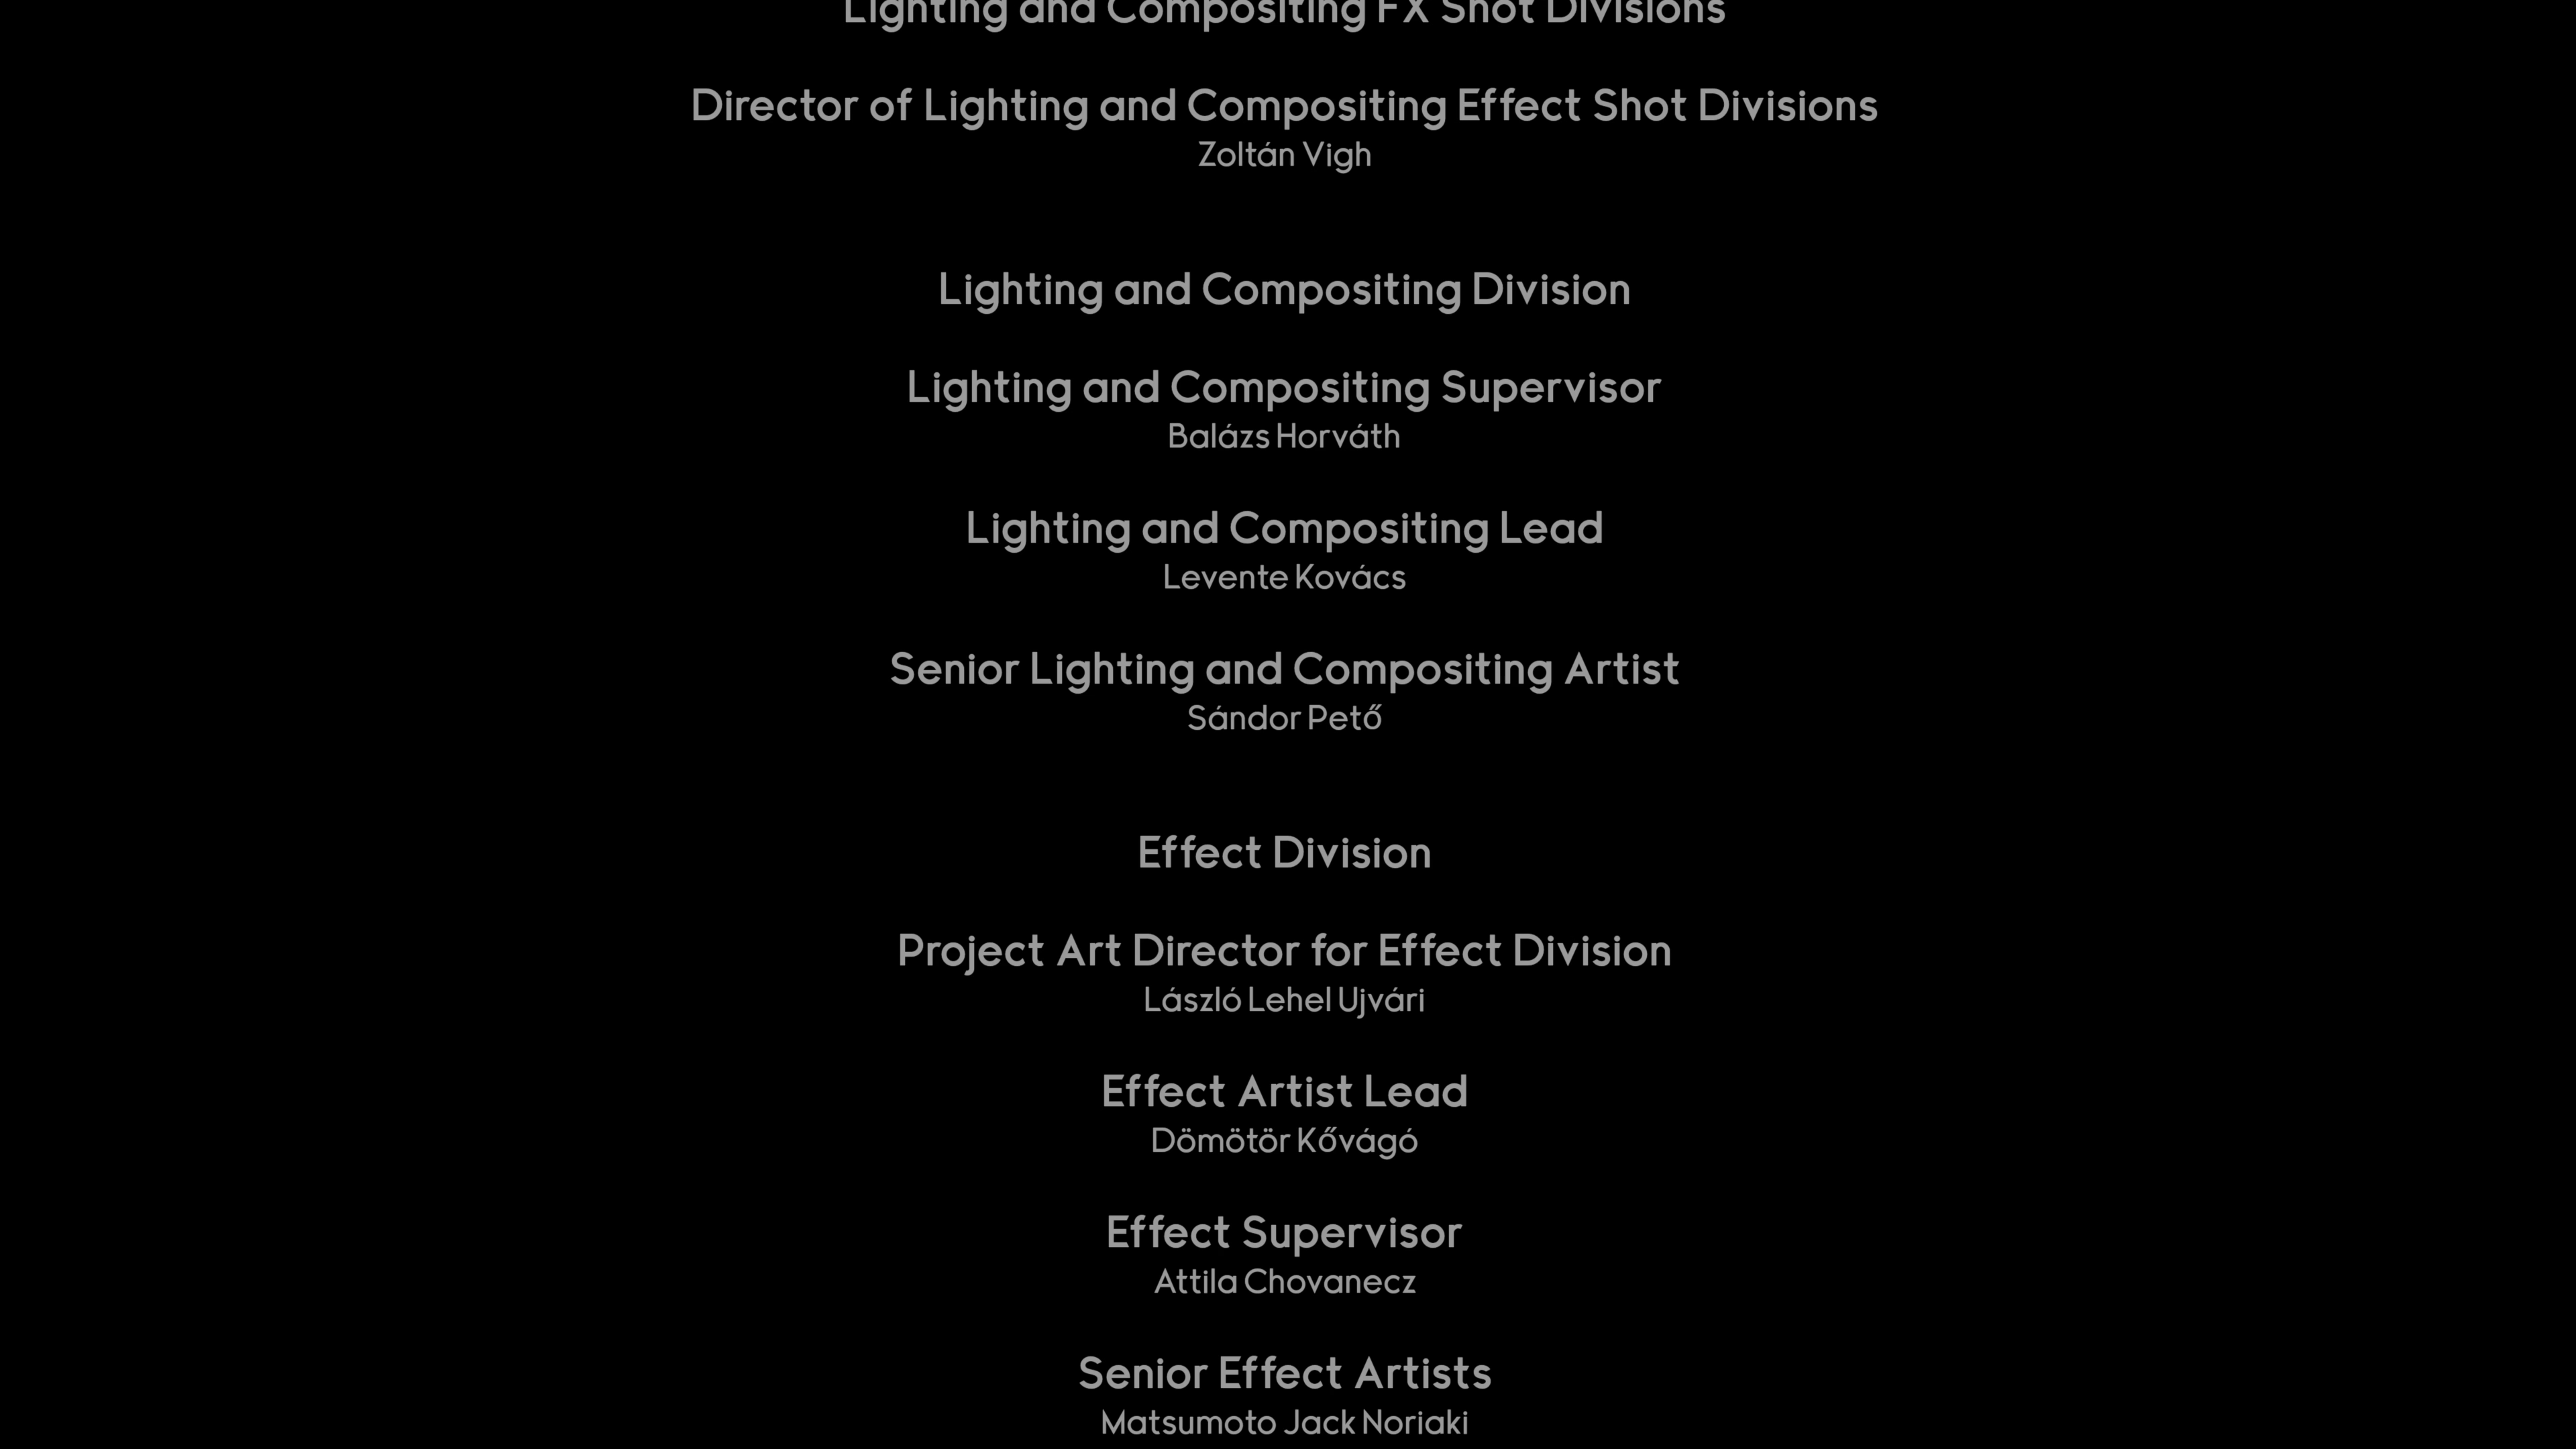 Lighting and Compositing FX Shot Divisions
Director of Lighting and Compositing Effect Shot Divisions
Zoltán Vigh
Lighting and Compositing Division
Lighting and Compositing Supervisor
Balázs Horváth
Lighting and Compositing Lead
Levente Kovács
Senior Lighting and Compositing Artist
Sándor Pető
Effect Division
Project Art Director for Effect Division
László Lehel Ujvári
Effect Artist Lead
Dömötör Kővágó
Effect Supervisor
Attila Chovanecz
Senior Effect Artists
Matsumoto Jack Noriaki